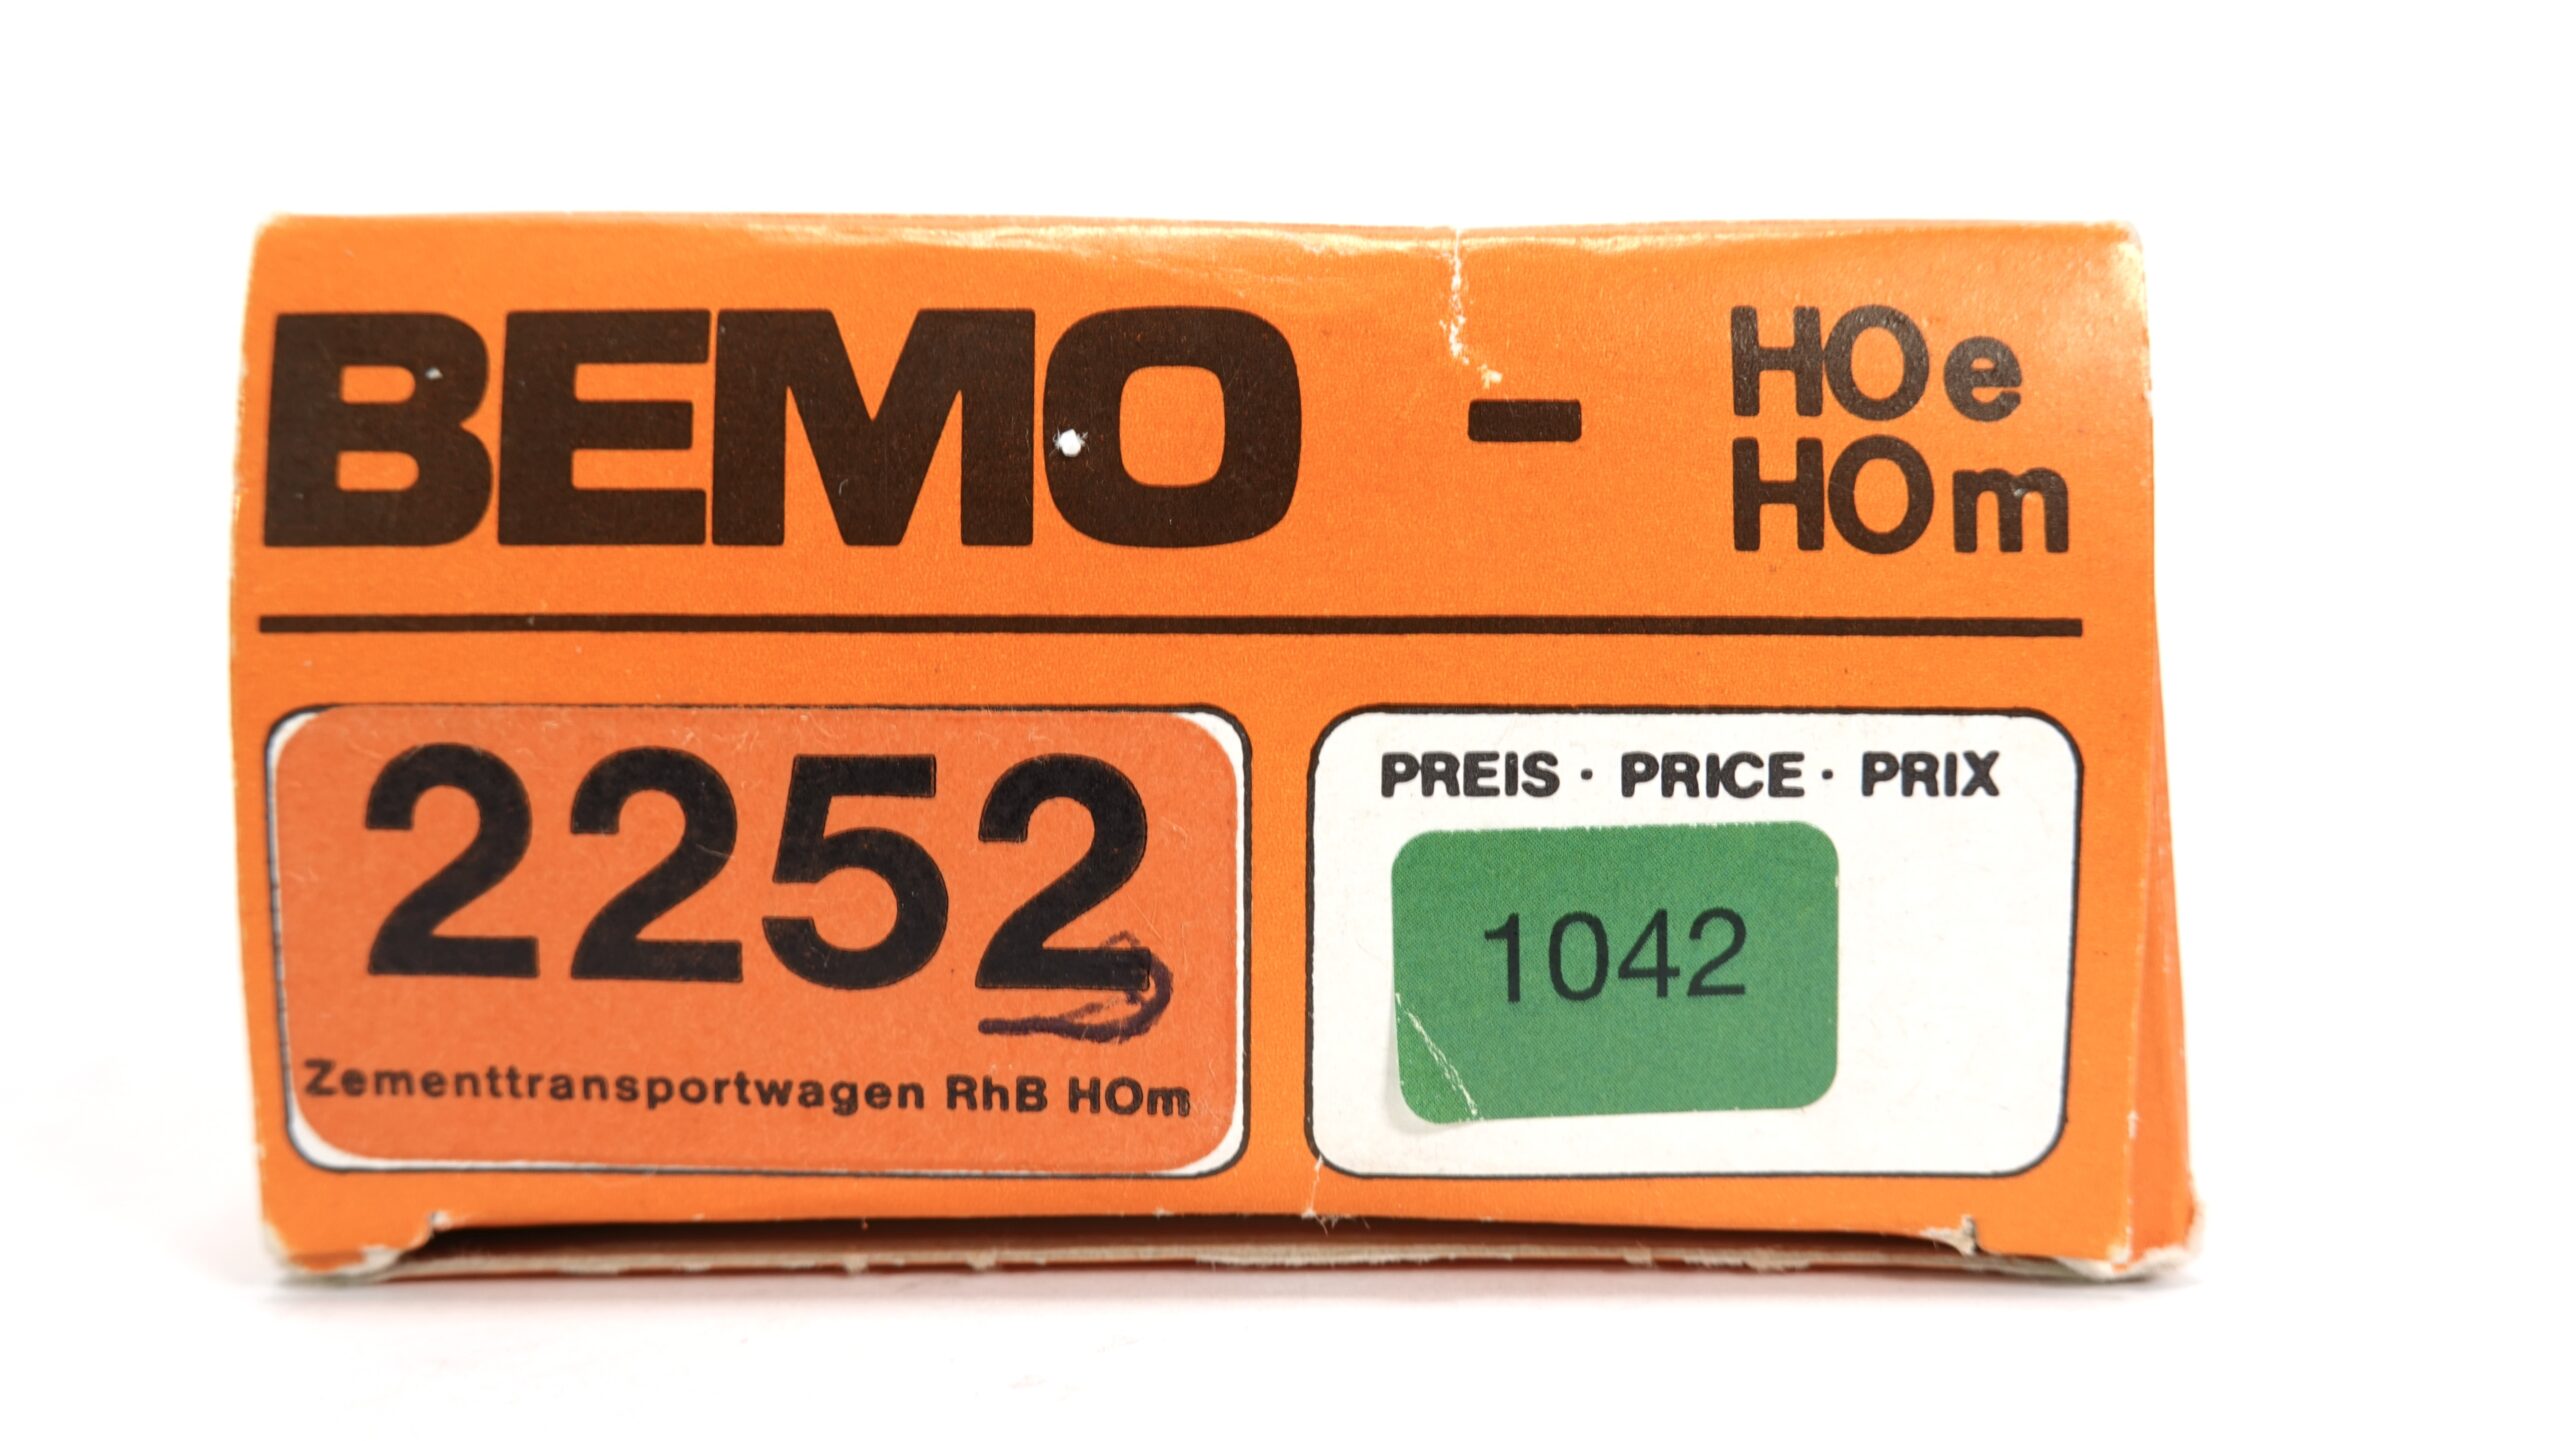 BEMO - HOe
HOm
2252
Zementtransportwagen RhB HOm
PREIS · PRICE · PRIX
1042